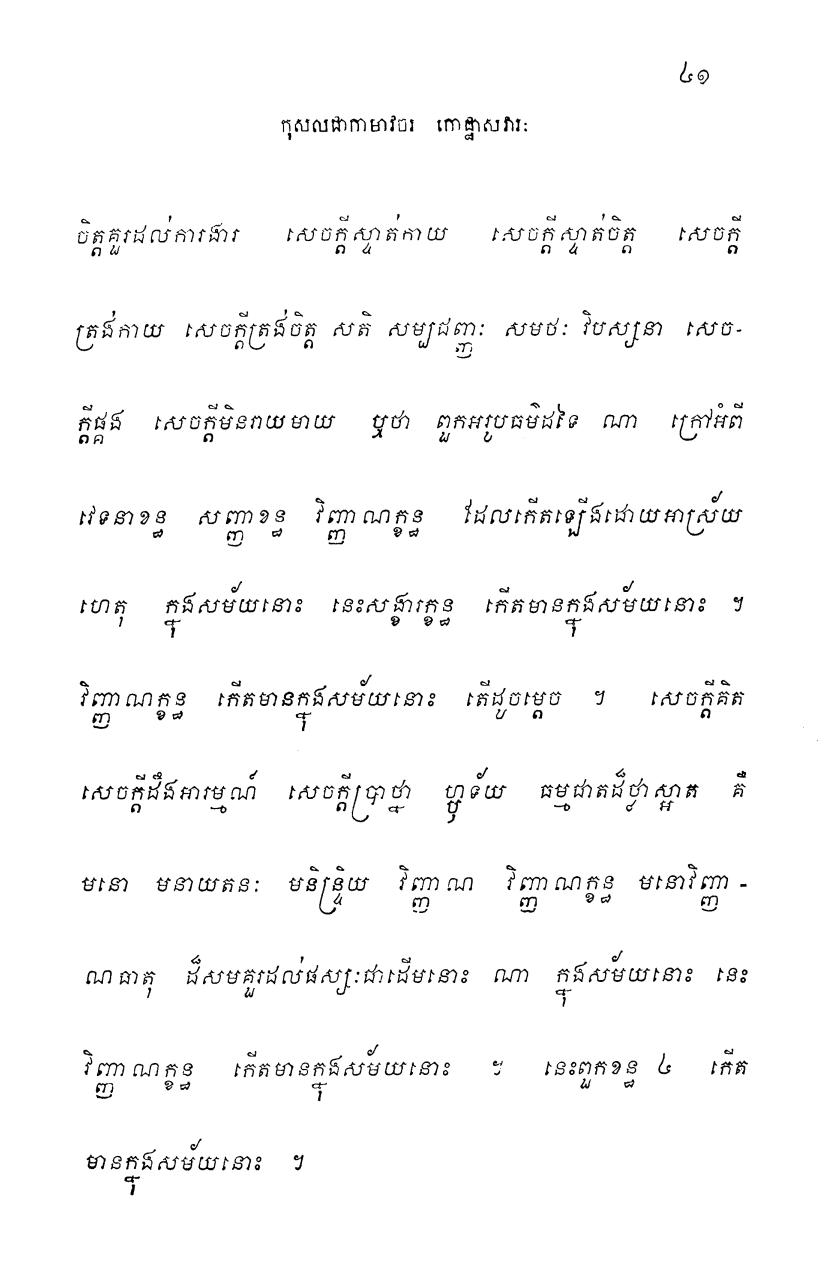 ៤១
កុសលជាកាមាវចរ កោដ្ឋាសវារៈ
ចិត្តគួរដល់ការងារ សេចក្តីស្ទាត់កាយ សេចក្តីស្ទាត់ចិត្ត សេចក្តី
ត្រង់កាយ សេចក្តីត្រង់ចិត្ត សតិ សម្បជញ្ញៈ សមថៈ វិបស្សនា សេច-
ក្តីផ្គង សេចក្តីមិនរាយមាយ ឬថា ពួកអរូបធម៌ដទៃ ណា ក្រៅអំពី
វេទនាខន្ធ សញ្ញាខន្ធ វិញ្ញាណក្ខន្ធ ដែលកើតឡើងដោយអាស្រ័យ
ហេតុ ក្នុងសម័យនោះ នេះសង្ខារក្ខន្ធ កើតមានក្នុងសម័យនោះ ។
វិញ្ញាណក្ខន្ធ កើតមានក្នុងសម័យនោះ តើដូចម្តេច ។ សេចក្តីគិត
សេចក្តីដឹងអារម្មណ៍ សេចក្តីប្រាថ្នា ហ្ឫទ័យ ធម្មជាតដ៏ថ្លាស្អាត គឺ
មនោ មនាយតនៈ មនិន្ទ្រិយ វិញ្ញាណ វិញ្ញាណក្ខន្ធ មនោវិញ្ញា-
ណធាតុ ដ៏សមគួរដល់ផស្សៈជាដើមនោះ ណា ក្នុងសម័យនោះ នេះ
វិញ្ញាណក្ខន្ធ កើតមានក្នុងសម័យនោះ ។ នេះពួកខន្ធ ៤ កើត
មានក្នុងសម័យនោះ ។